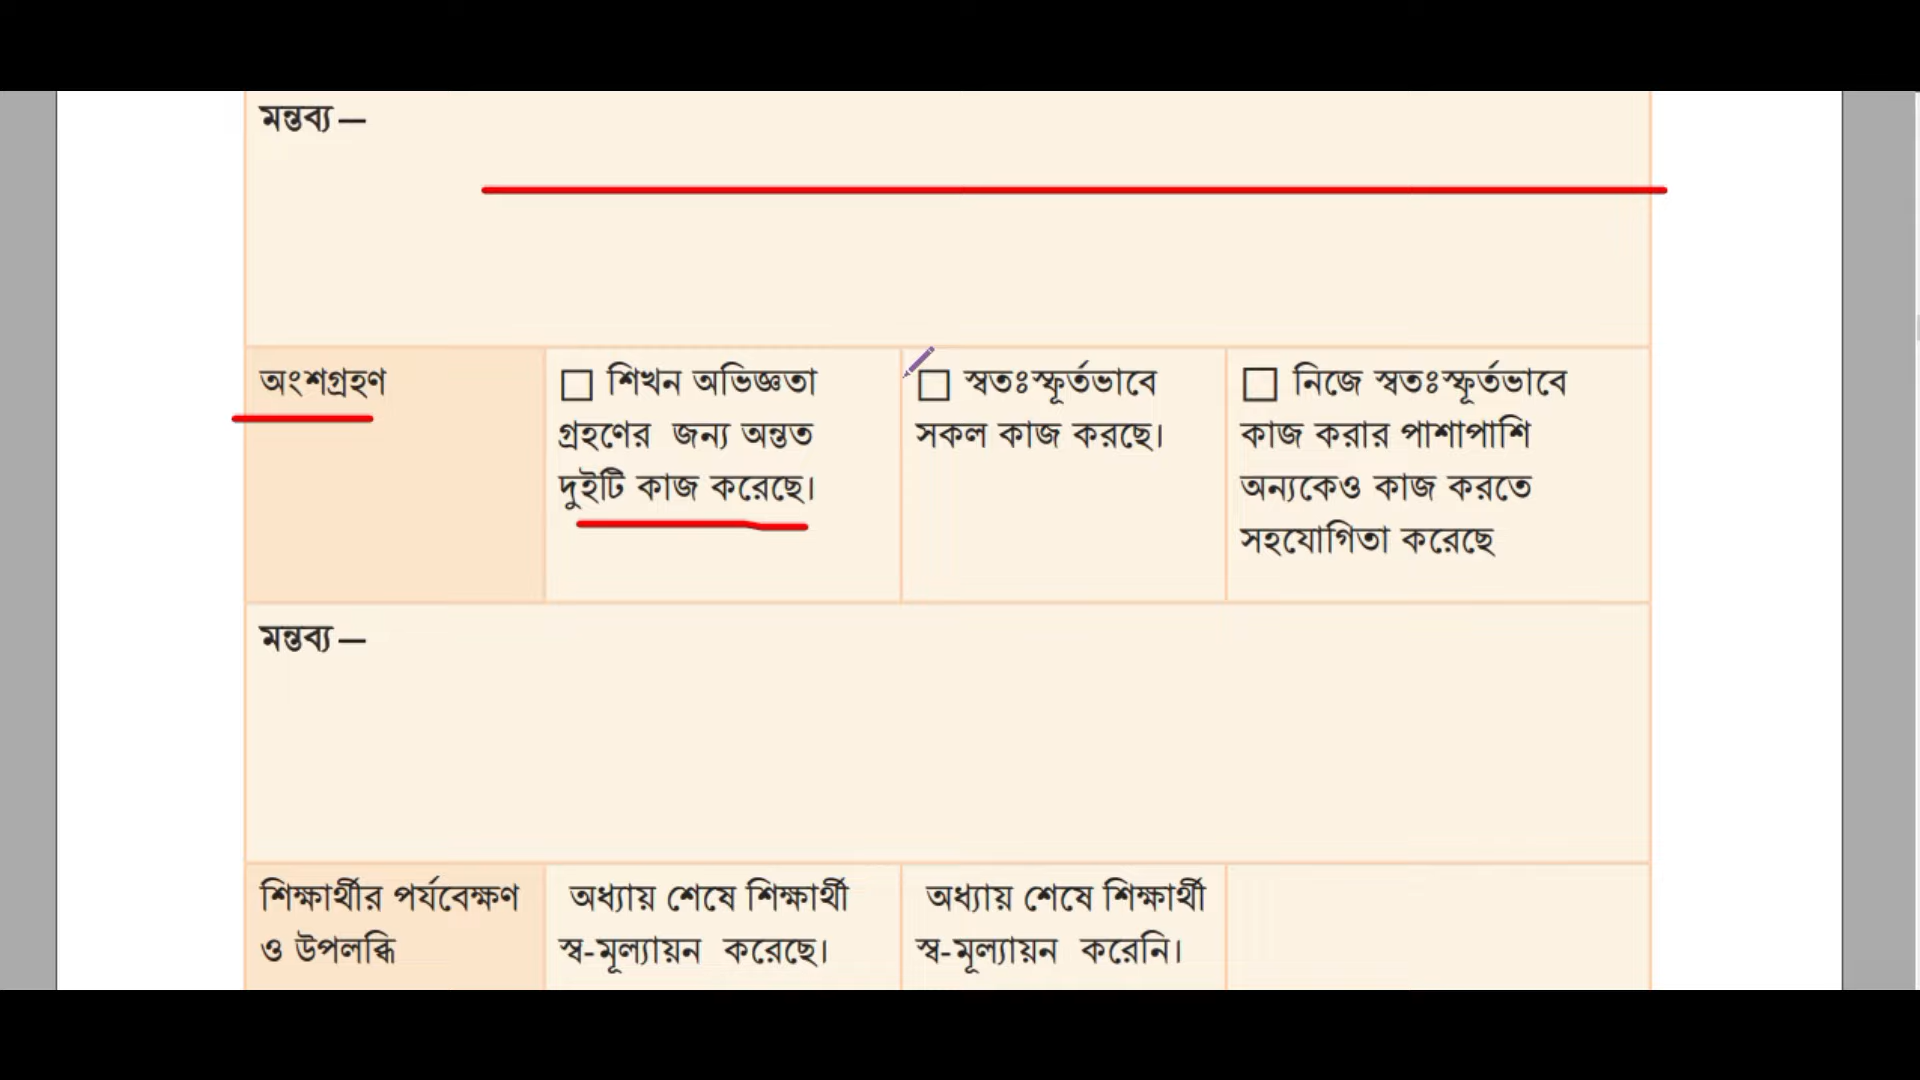 মন্তব্য—
অংশগ্রহণ
☐ শিখন অভিজ্ঞতা
গ্রহণের জন্য অন্তত
দুইটি কাজ করেছে।
☐ স্বতঃস্ফূর্তভাবে
সকল কাজ করছে।
☐ নিজে স্বতঃস্ফূর্তভাবে
কাজ করার পাশাপাশি
অন্যকেও কাজ করতে
সহযোগিতা করেছে
মন্তব্য—
শিক্ষার্থীর পর্যবেক্ষণ
ও উপলব্ধি
অধ্যায় শেষে শিক্ষার্থী
স্ব-মূল্যায়ন করেছে।
অধ্যায় শেষে শিক্ষার্থী
স্ব-মূল্যায়ন করেনি।